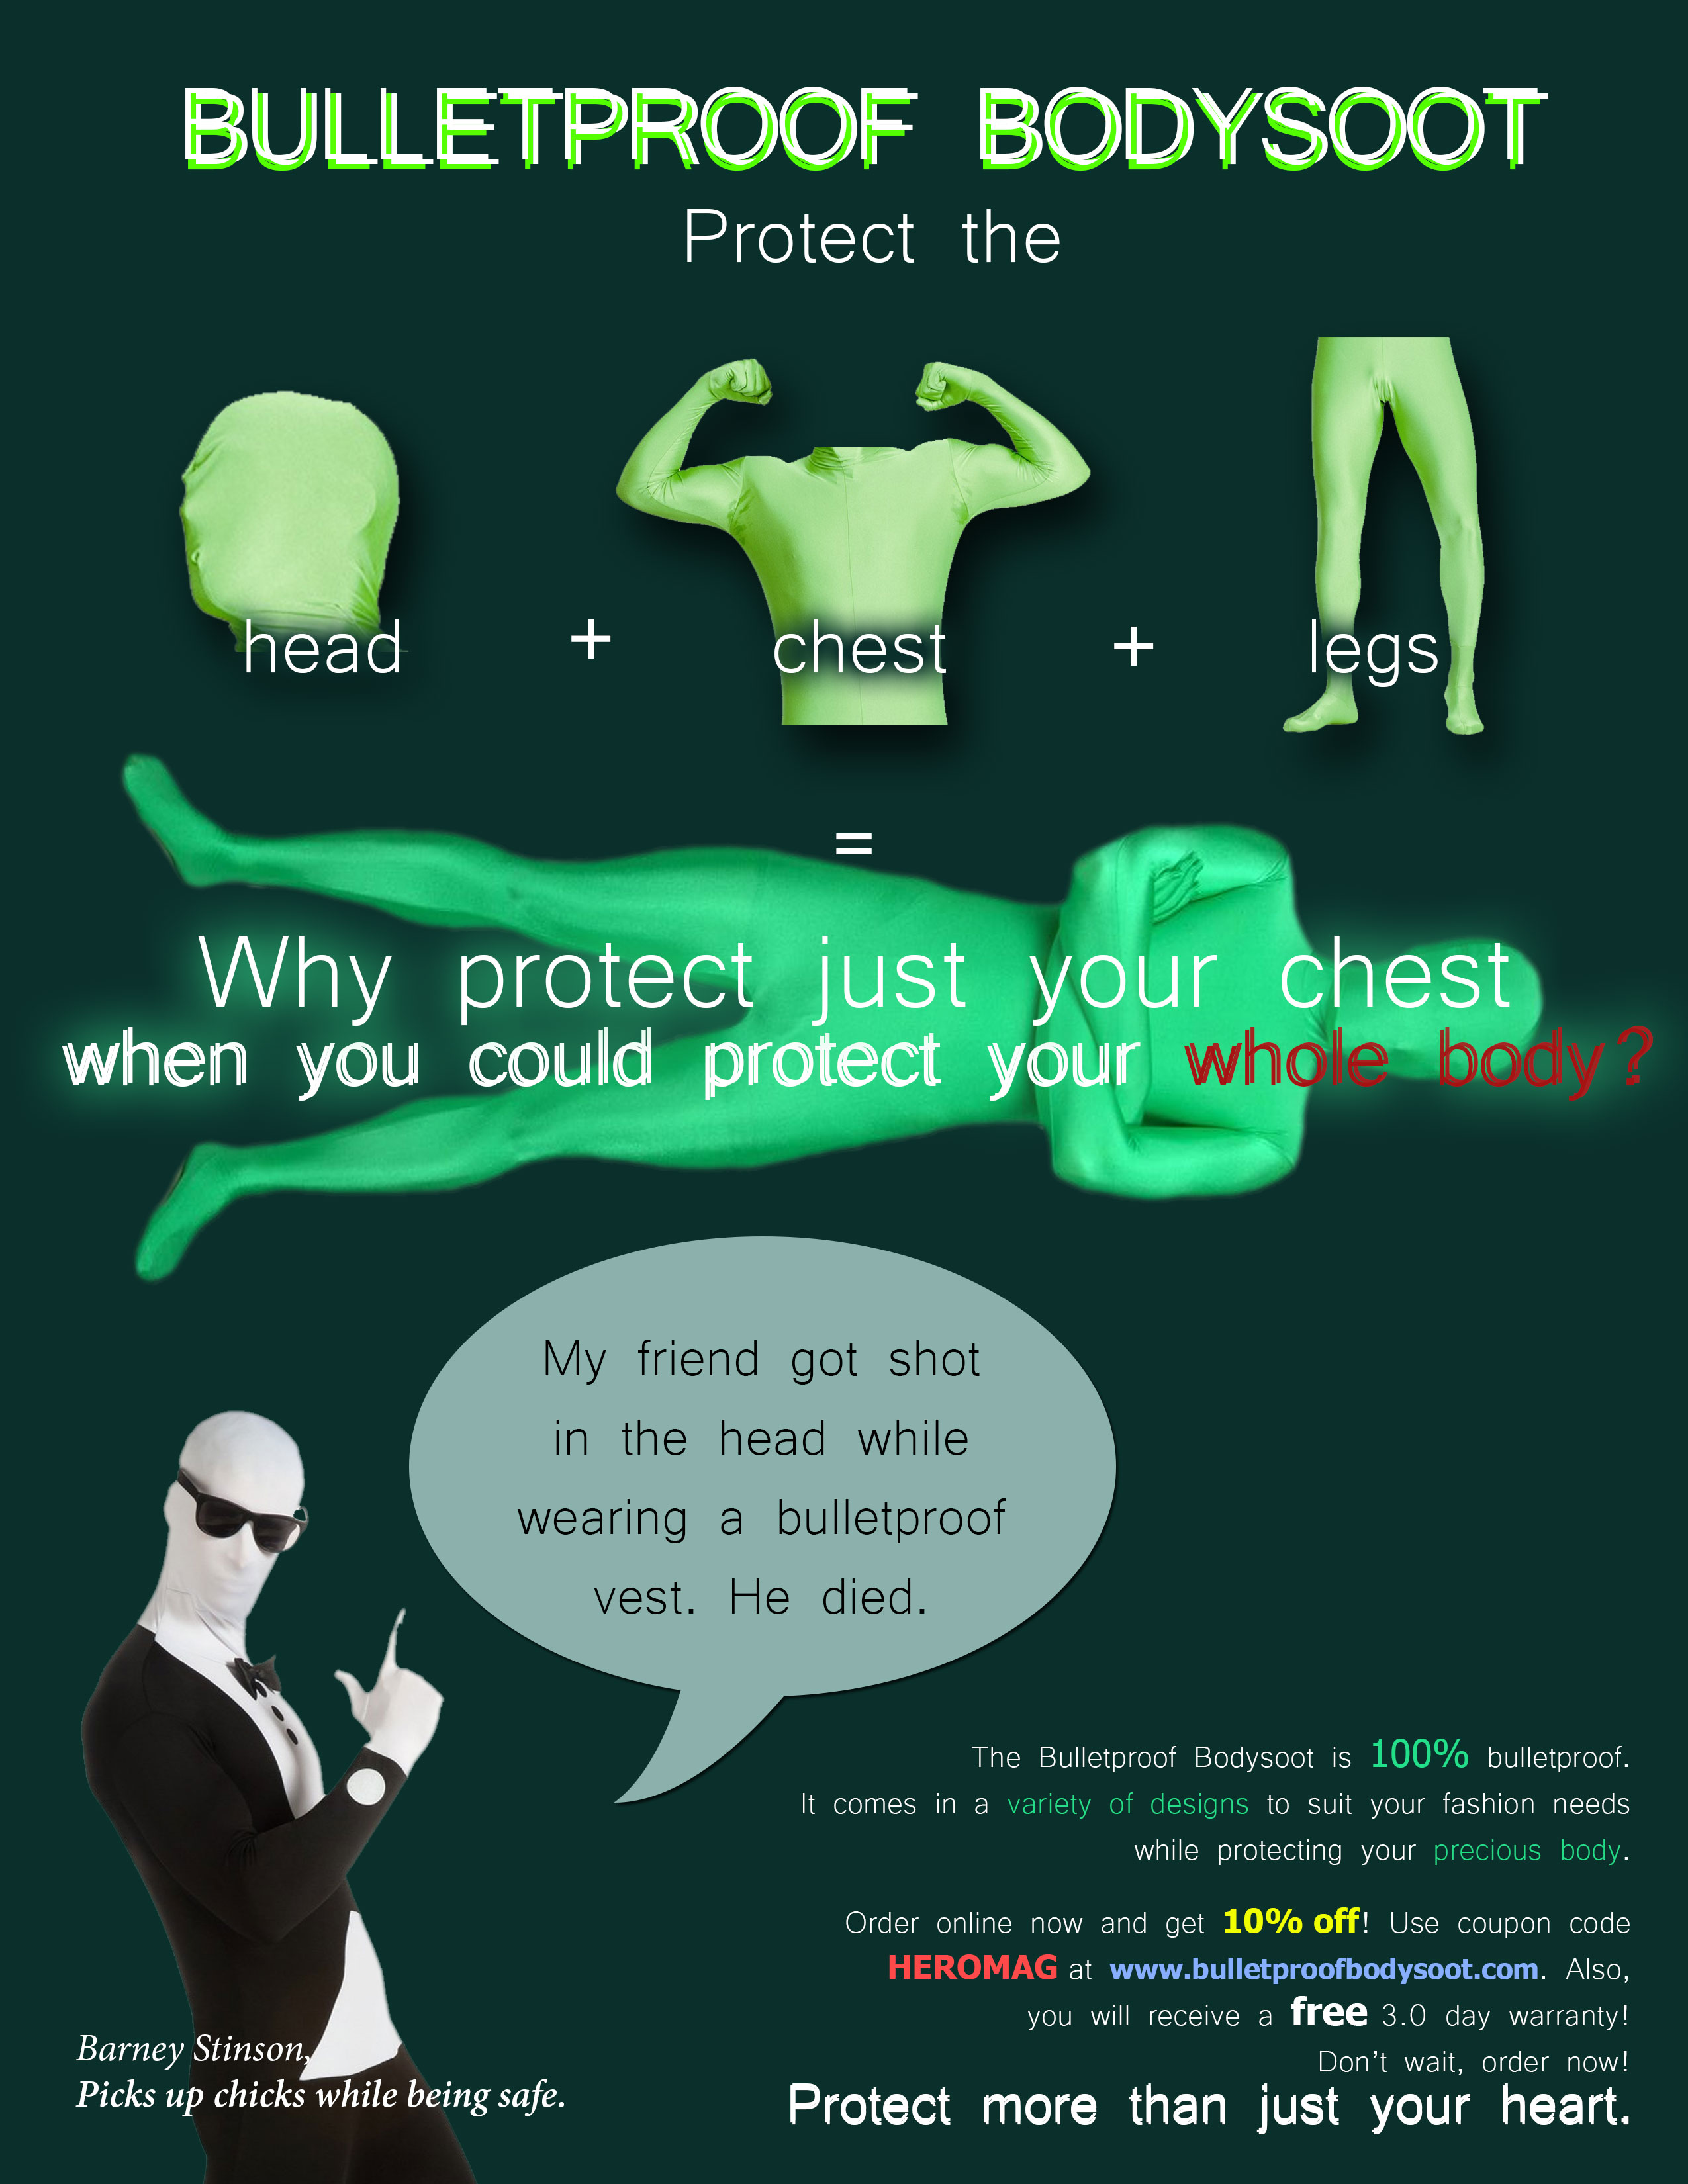 BULLETPROOF BODYSOOT
Protect the
head + chest + legs
=
Why protect just your chest
when you could protect your whole body?
My friend got shot
in the head while
wearing a bulletproof
vest. He died.
The Bulletproof Bodysoot is 100% bulletproof.
It comes in a variety of designs to suit your fashion needs
while protecting your precious body.
Order online now and get 10% off! Use coupon code
HEROMAG at www.bulletproofbodysoot.com. Also,
you will receive a free 3.0 day warranty!
Don't wait, order now!
Protect more than just your heart.
Barney Stinson,
Picks up chicks while being safe.